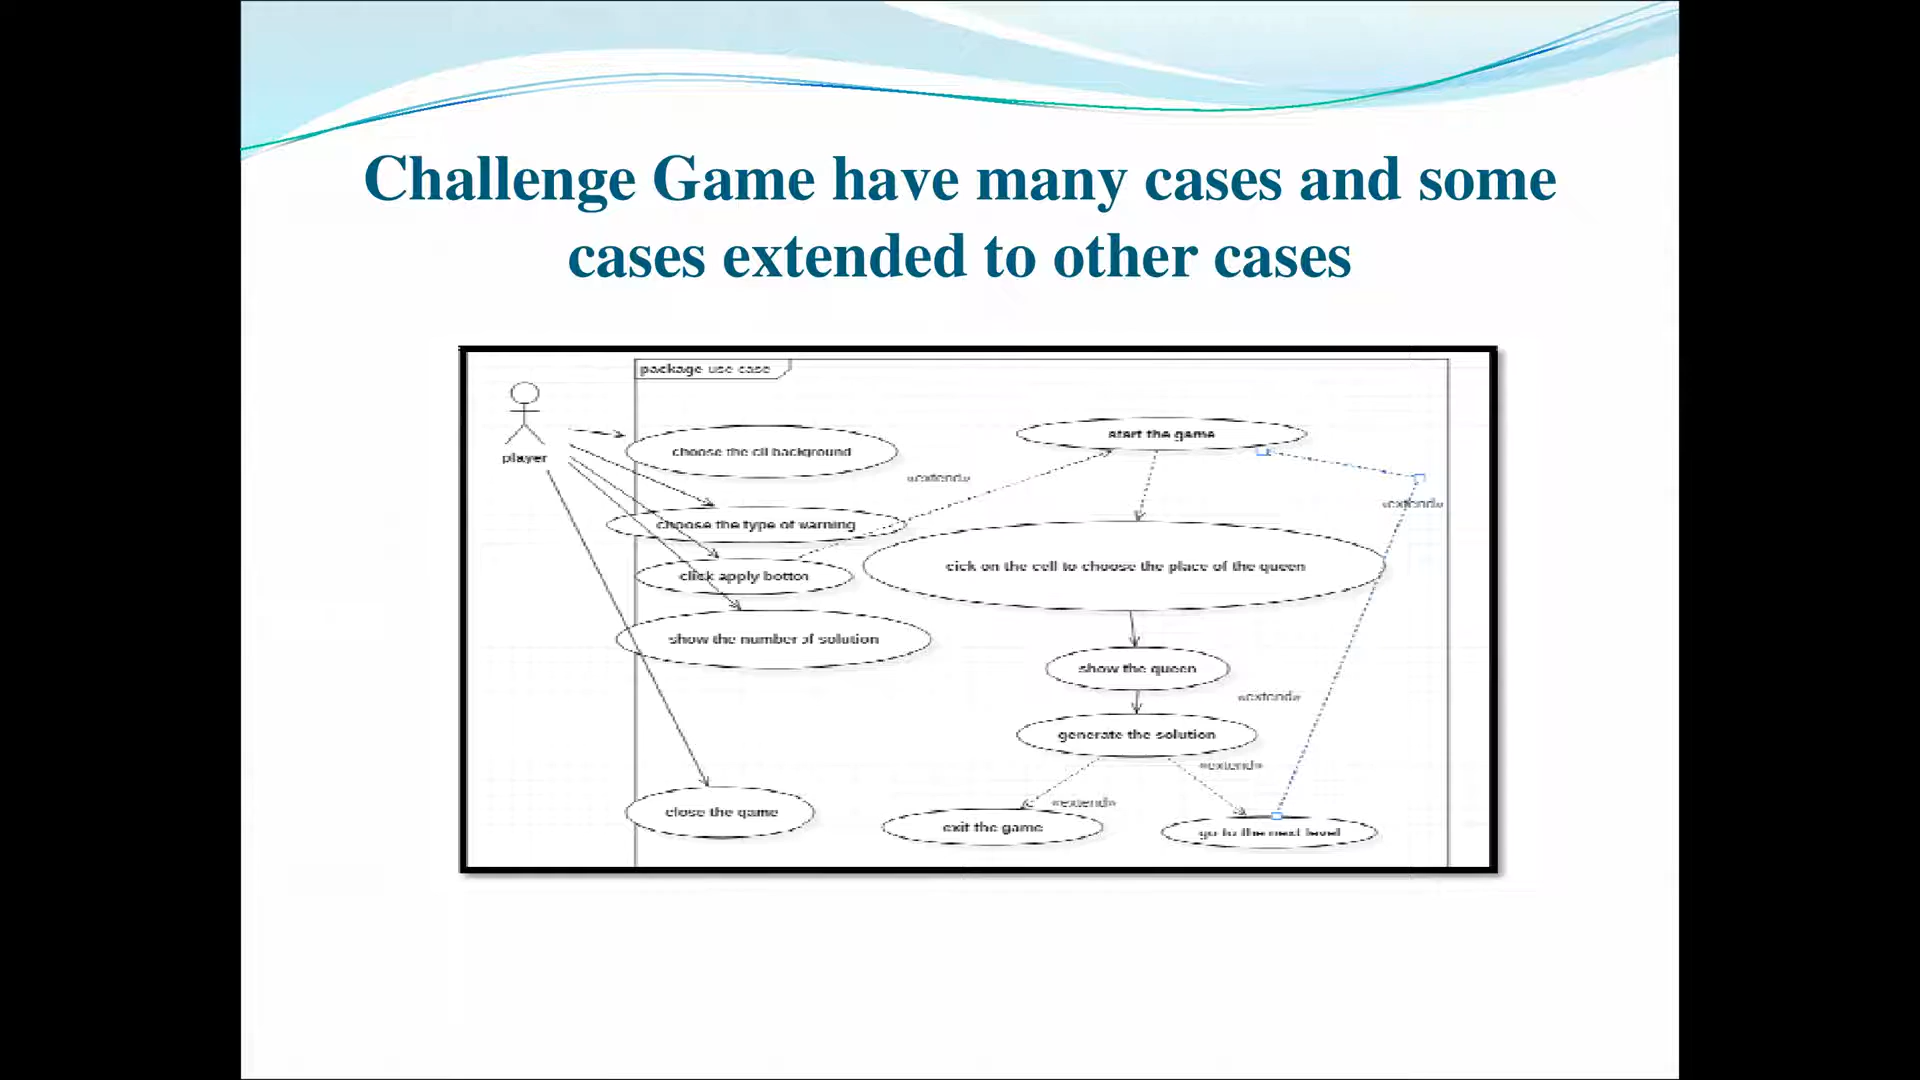 Challenge Game have many cases and some
cases extended to other cases
package use case
player
choose the cll background
start the game
«extend»
«extend»
choose the type of warning
click apply botton
cick on the cell to choose the place of the queen
show the number of solution
show the queen
«extend»
generate the solution
«extend»
«extend»
close the game
exit the game
go to the next level